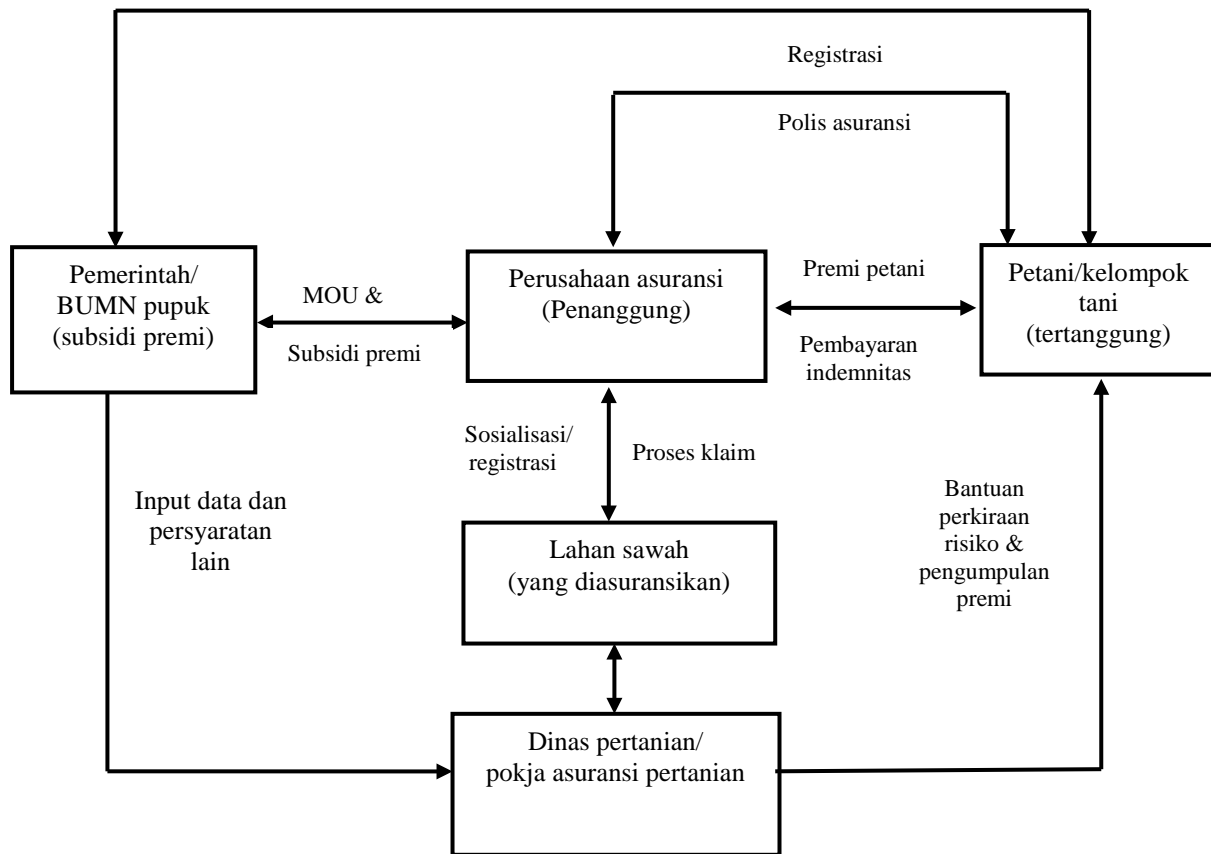 Registrasi
Polis asuransi
Pemerintah/
BUMN pupuk
(subsidi premi)
MOU &
Subsidi premi
Perusahaan asuransi
(Penanggung)
Premi petani
Pembayaran
indemnitas
Petani/kelompok
tani
(tertanggung)
Sosialisasi/
registrasi
Proses klaim
Input data dan
persyaratan
lain
Lahan sawah
(yang diasuransikan)
Bantuan
perkiraan
risiko &
pengumpulan
premi
Dinas pertanian/
pokja asuransi pertanian